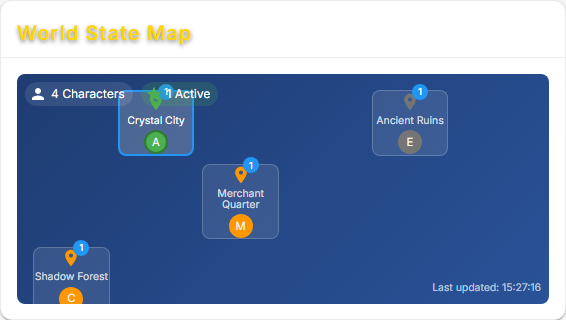 World State Map
4 Characters
1 Active
1
Crystal City
A
1
Ancient Ruins
E
1
Merchant
Quarter
M
1
Shadow Forest
C
Last updated: 15:27:16